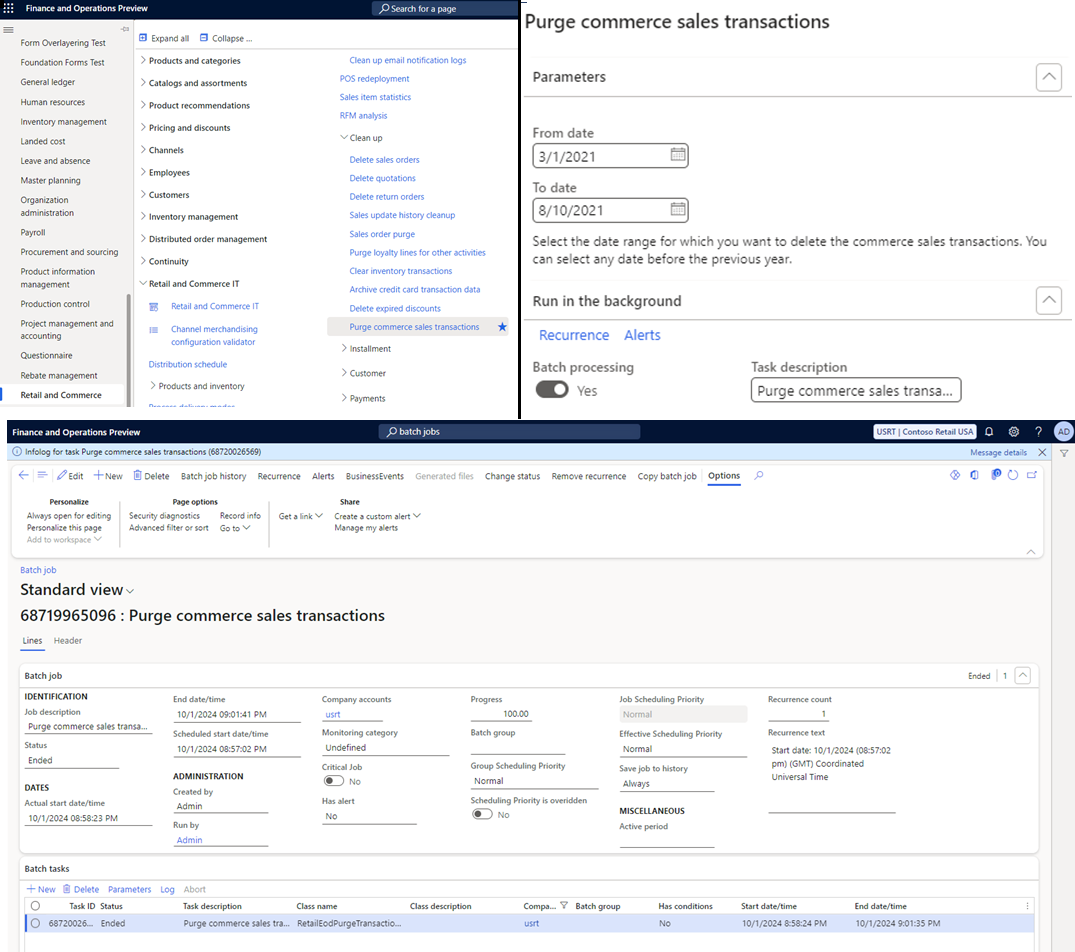 Finance and Operations Preview
Search for a page
Form Overlayering Test
Foundation Forms Test
General ledger
Human resources
Inventory management
Landed cost
Leave and absence
Master planning
Organization
administration
Payroll
Procurement and sourcing
Product information
management
Production control
Project management and
accounting
Questionnaire
Rebate management
Retail and Commerce
Expand all
Collapse ...
Products and categories
Catalogs and assortments
Product recommendations
Pricing and discounts
Channels
Employees
Customers
Inventory management
Distributed order management
Continuity
Retail and Commerce IT
Retail and Commerce IT
Channel merchandising
configuration validator
Distribution schedule
Products and inventory
Process delivery modes
Clean up email notification logs
POS redeployment
Sales item statistics
RFM analysis
Clean up
Delete sales orders
Delete quotations
Delete return orders
Sales update history cleanup
Sales order purge
Purge loyalty lines for other activities
Clear inventory transactions
Archive credit card transaction data
Delete expired discounts
Purge commerce sales transactions
Installment
Customer
Payments
Purge commerce sales transactions
Parameters
From date
3/1/2021
To date
8/10/2021
Select the date range for which you want to delete the commerce sales transactions. You
can select any date before the previous year.
Run in the background
Recurrence Alerts
Batch processing
Yes
Task description
Purge commerce sales transa...
Finance and Operations Preview
batch jobs
USRT | Contoso Retail USA
? AD
Infolog for task Purge commerce sales transactions (68720026569)
Message details
Edit New Delete Batch job history Recurrence Alerts BusinessEvents Generated files Change status Remove recurrence Copy batch job Options
Personalize
Always open for editing
Personalize this page
Add to workspace
Page options
Security diagnostics Record info
Advanced filter or sort Go to
Get a link
Share
Create a custom alert
Manage my alerts
Batch job
Standard view
68719965096 : Purge commerce sales transactions
Lines Header
Batch job
Ended 1
IDENTIFICATION
Job description
Purge commerce sales transa...
Status
Ended
DATES
Actual start date/time
10/1/2024 08:58:23 PM
End date/time
10/1/2024 09:01:41 PM
Scheduled start date/time
10/1/2024 08:57:02 PM
ADMINISTRATION
Created by
Admin
Run by
Admin
Company accounts
usrt
Monitoring category
Undefined
Critical Job
No
Has alert
No
Progress
100.00
Batch group
Group Scheduling Priority
Normal
Scheduling Priority is overidden
No
Job Scheduling Priority
Normal
Effective Scheduling Priority
Normal
Save job to history
Always
MISCELLANEOUS
Active period
Recurrence count
1
Recurrence text
Start date: 10/1/2024 (08:57:02
pm) (GMT) Coordinated
Universal Time
Batch tasks
New Delete Parameters Log Abort
Task ID Status Task description Class name Class description Compa... Batch group Has conditions Start date/time End date/time
68720026... Ended Purge commerce sales tra... RetailEodPurgeTransactio... usrt No 10/1/2024 8:58:24 PM 10/1/2024 9:01:35 PM